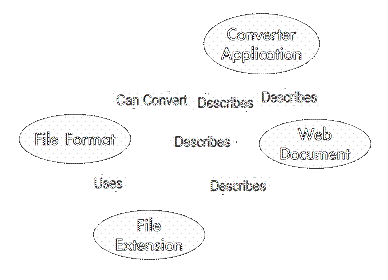 Converter
Application
Can Convert
Describes
Describes
File Format
Describes
Web
Document
Uses
Describes
File
Extension